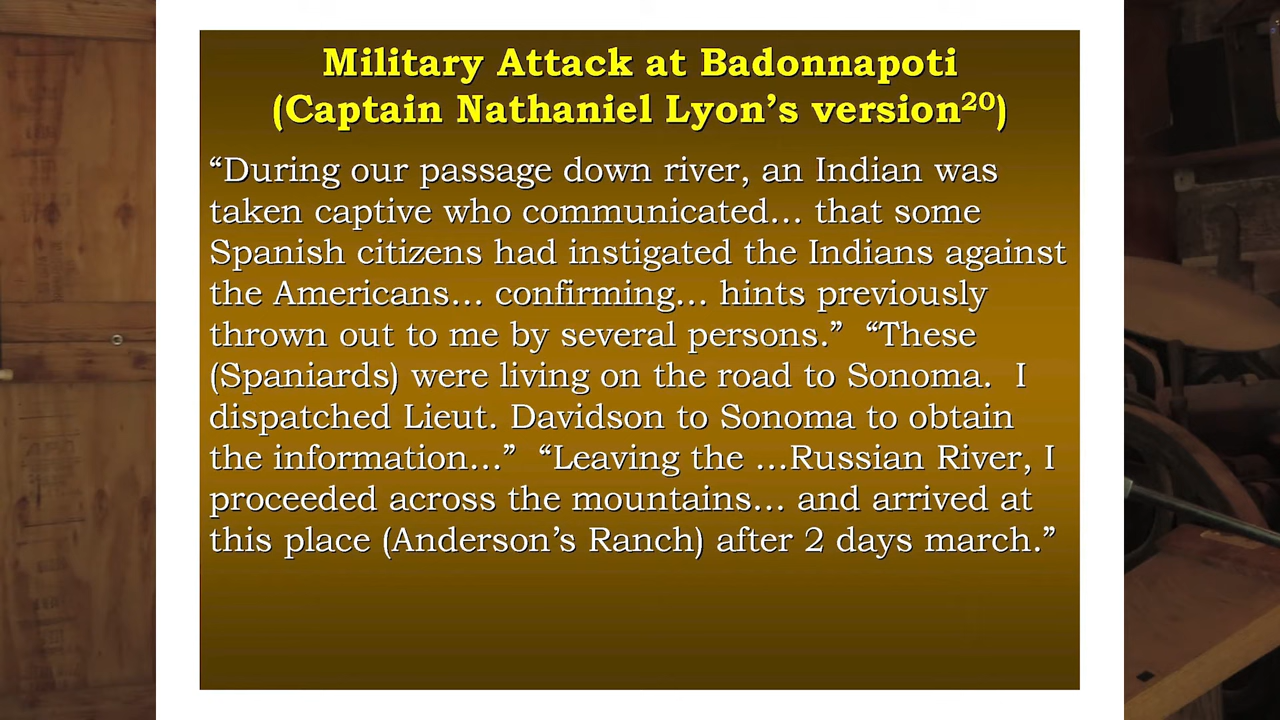 Military Attack at Badonnapoti
(Captain Nathaniel Lyon’s version²⁰)
“During our passage down river, an Indian was
taken captive who communicated… that some
Spanish citizens had instigated the Indians against
the Americans… confirming… hints previously
thrown out to me by several persons.”  “These
(Spaniards) were living on the road to Sonoma.  I
dispatched Lieut. Davidson to Sonoma to obtain
the information…”  “Leaving the …Russian River, I
proceeded across the mountains… and arrived at
this place (Anderson’s Ranch) after 2 days march.”